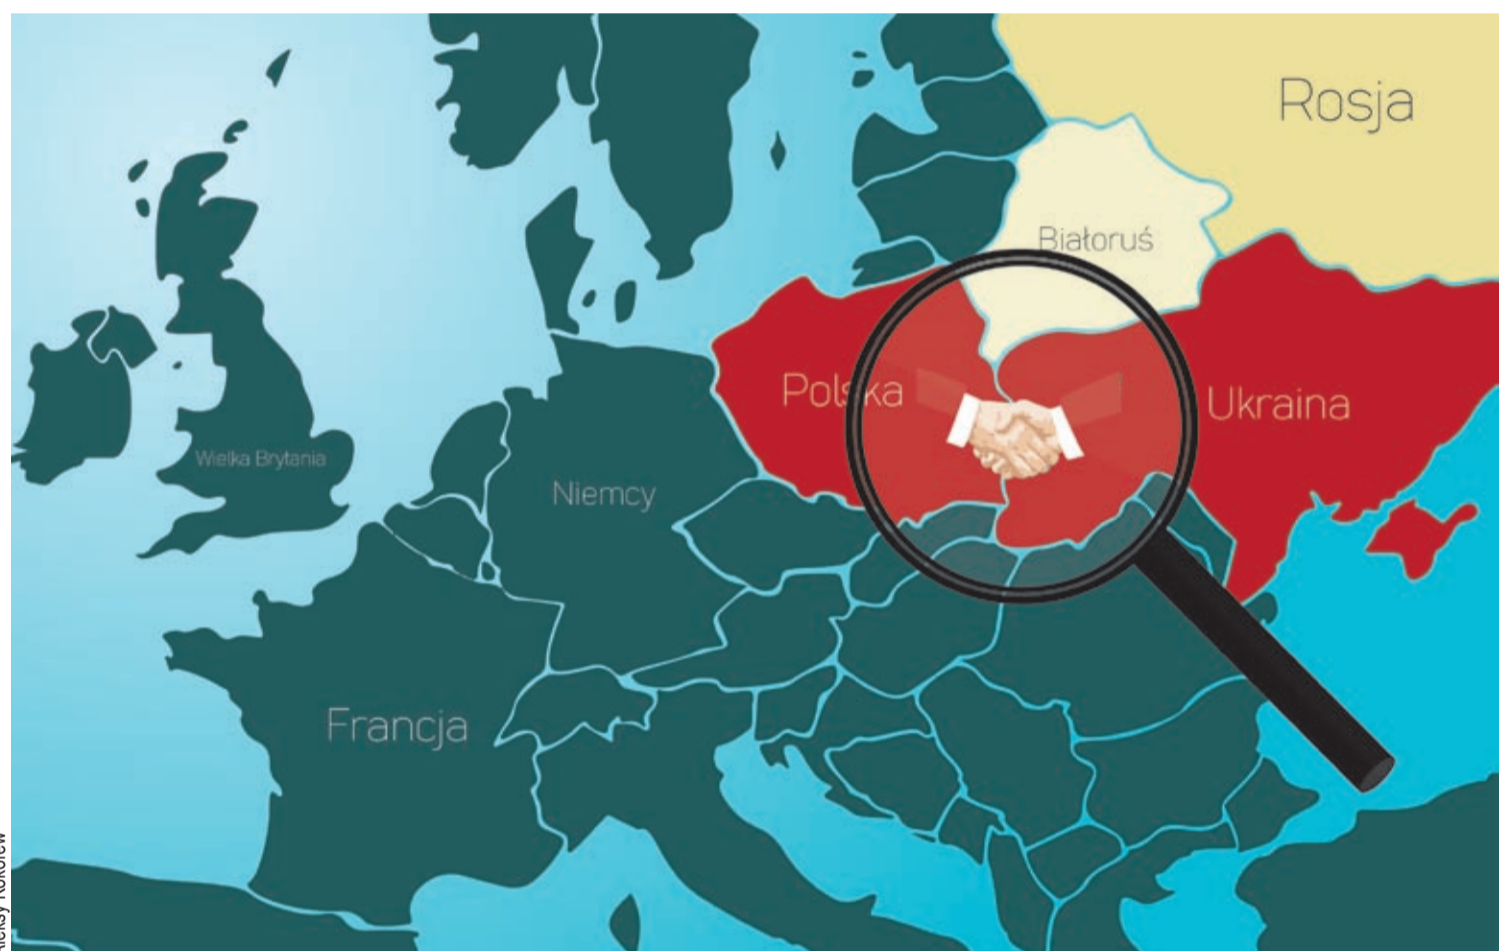 Rosja
Białoruś
Polska
Ukraina
Wielka Brytania
Niemcy
Francja